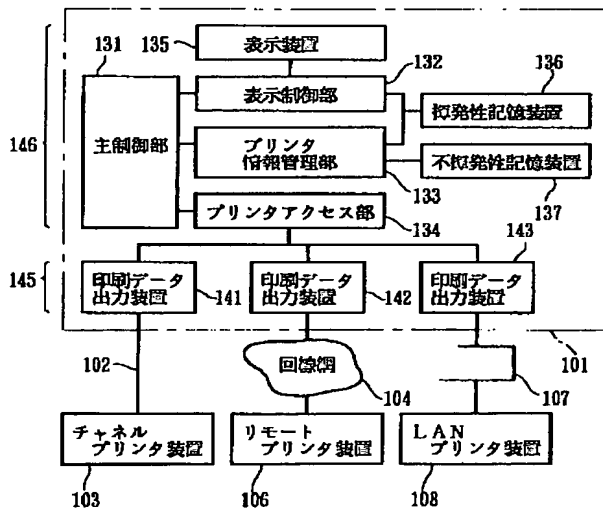 131
135
表示装置
132
表示制御部
136
揮発性記憶装置
146
主制御部
プリンタ
情報管理部
133
不揮発性記憶装置
137
プリンタアクセス部
134
143
145
印刷データ
出力装置
141
印刷データ
出力装置
142
印刷データ
出力装置
101
102
回線網
104
107
チャネル
プリンタ装置
103
リモート
プリンタ装置
106
LAN
プリンタ装置
108